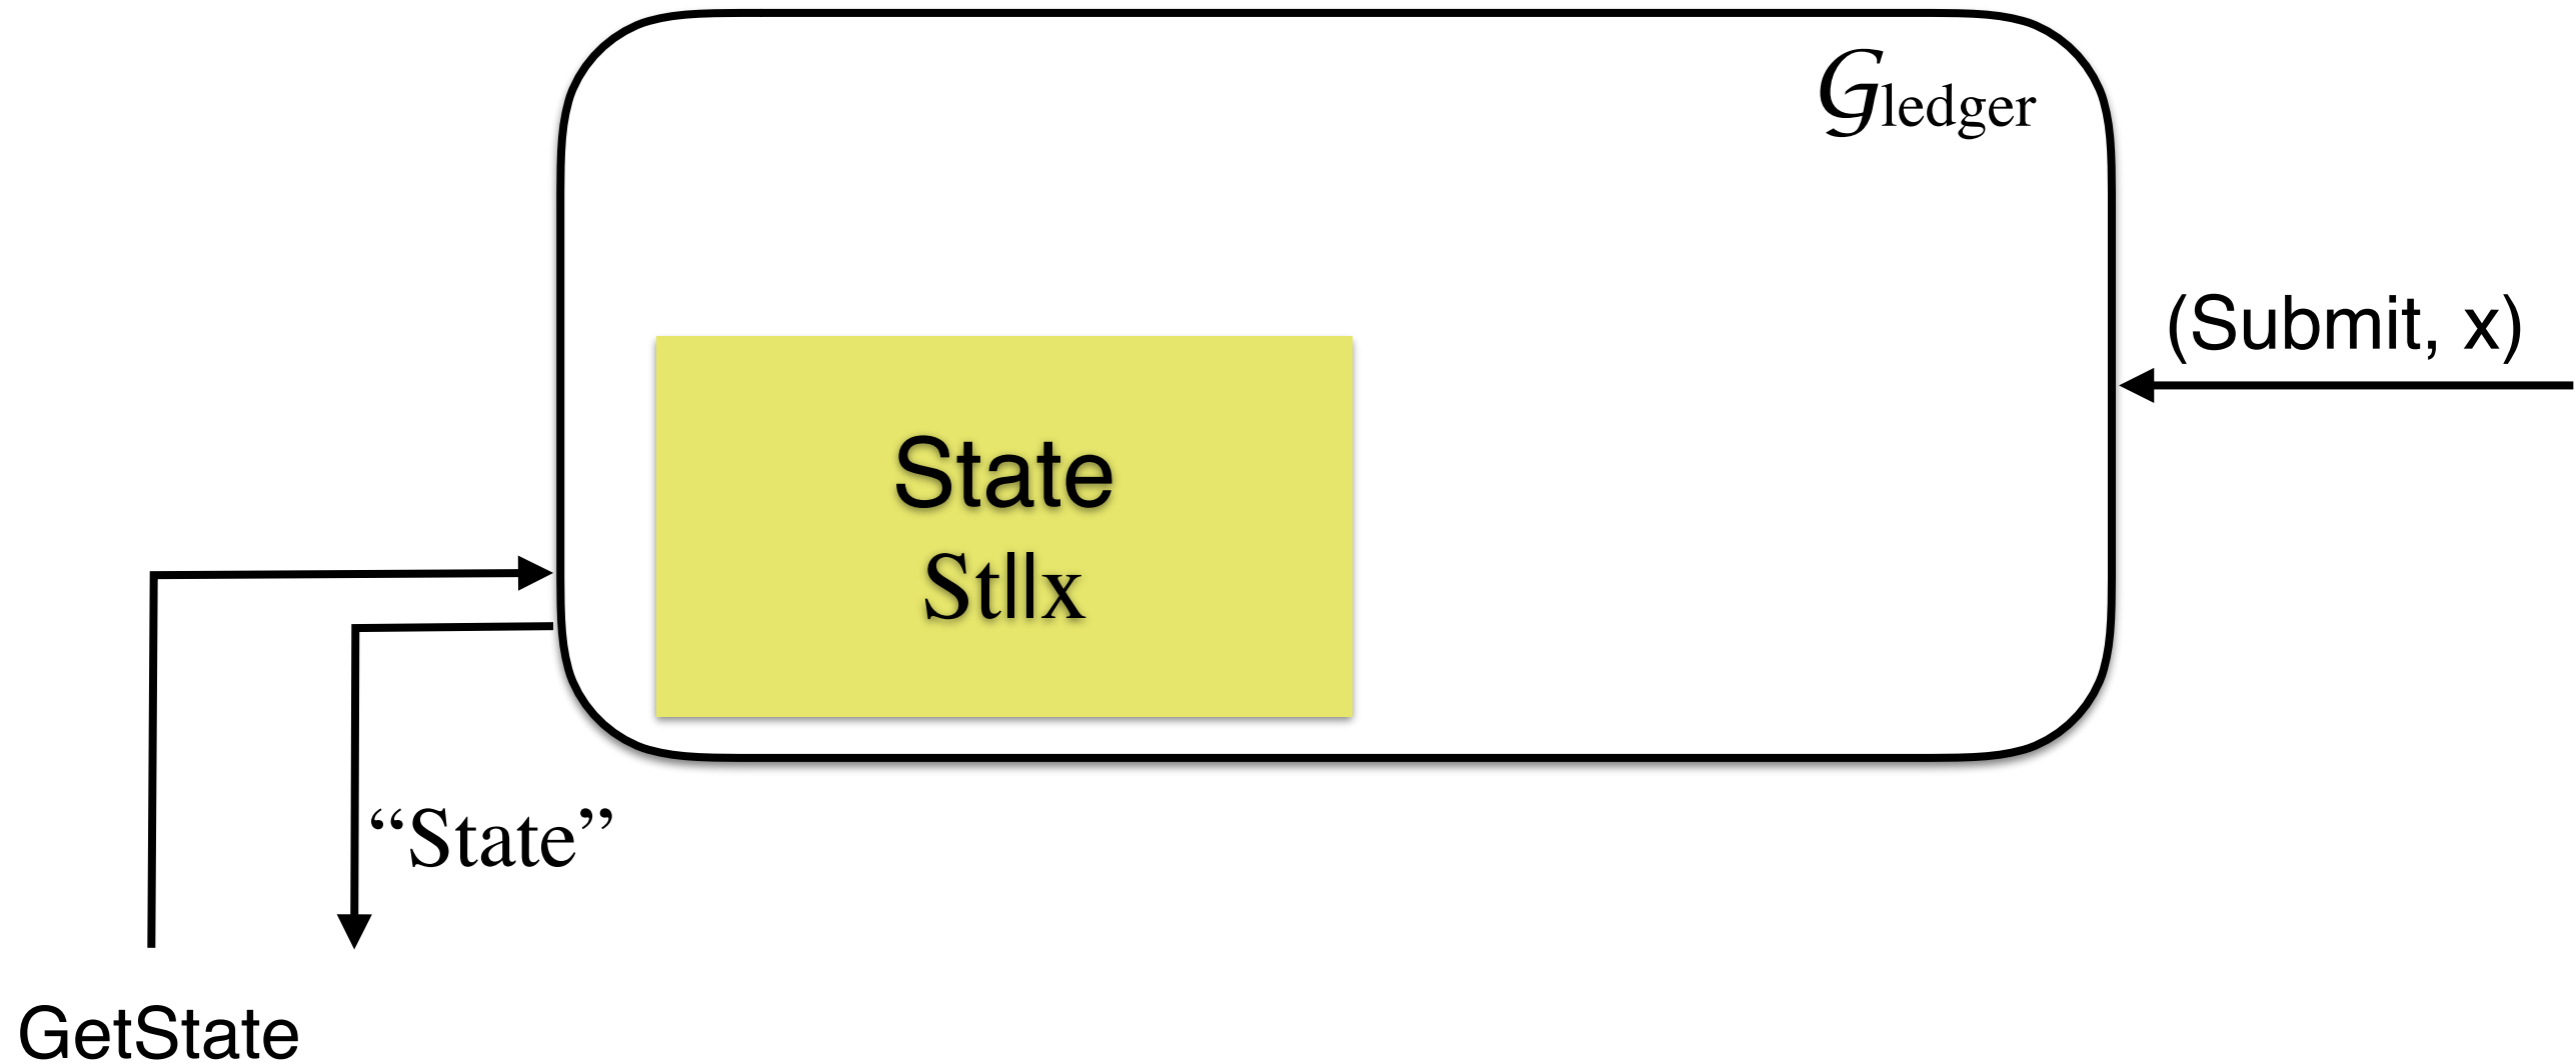 𝒢ledger
(Submit, x)
State
St||x
“State”
GetState